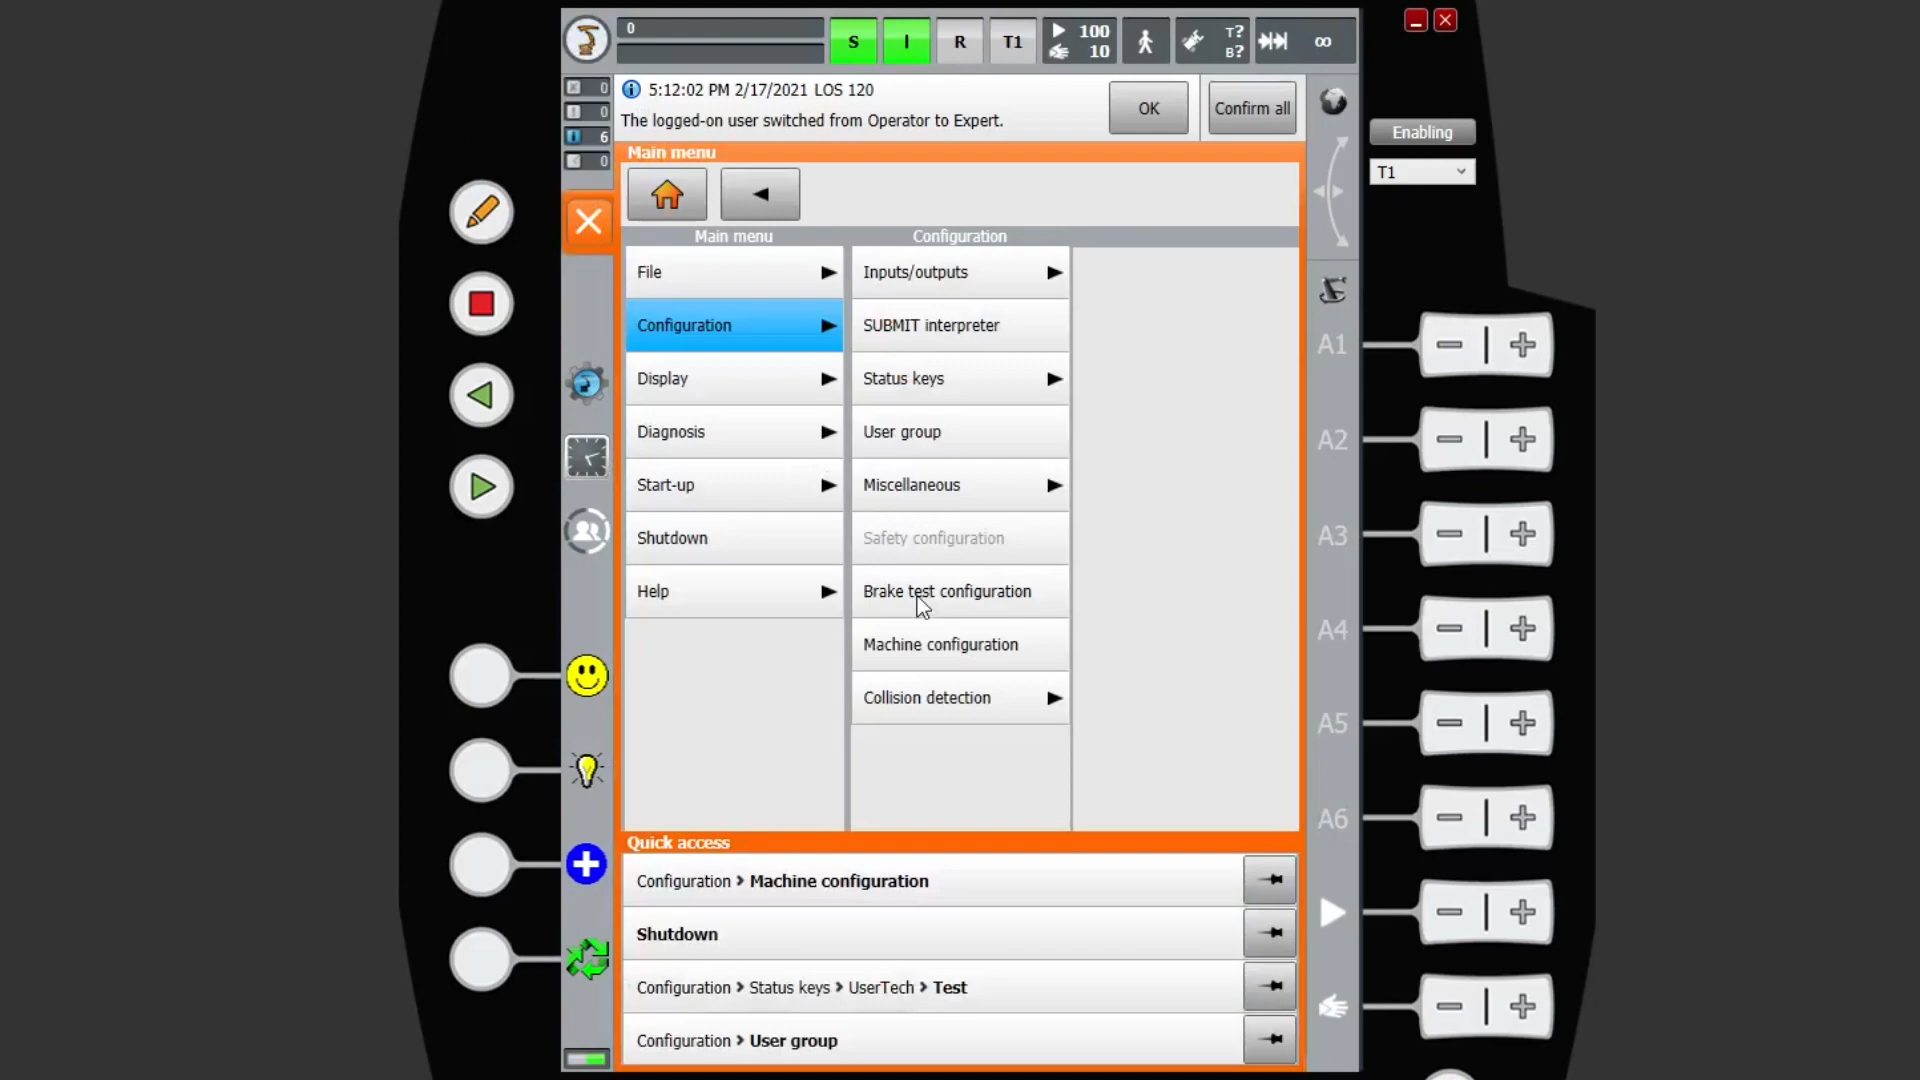 0
S
I
R
T1
100
10
T?
B?
∞
0
0
6
0
5:12:02 PM 2/17/2021 LOS 120
The logged-on user switched from Operator to Expert.
OK
Confirm all
Enabling
T1
Main menu
Main menu
Configuration
File
Configuration
Display
Diagnosis
Start-up
Shutdown
Help
Inputs/outputs
SUBMIT interpreter
Status keys
User group
Miscellaneous
Safety configuration
Brake test configuration
Machine configuration
Collision detection
A1
A2
A3
A4
A5
A6
Quick access
Configuration > Machine configuration
Shutdown
Configuration > Status keys > UserTech > Test
Configuration > User group